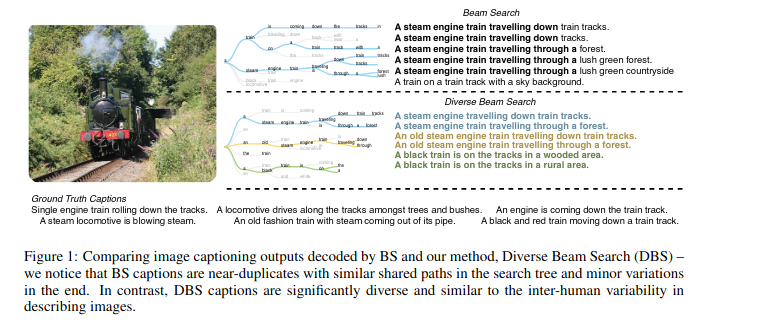 Beam Search
A steam engine train travelling down train tracks.
A steam engine train travelling down tracks.
A steam engine train travelling through a forest.
A steam engine train travelling through a lush green forest.
A steam engine train travelling through a lush green countryside
A train on a train track with a sky background.
Diverse Beam Search
A steam engine train travelling down train tracks.
A steam engine train travelling through a forest.
An old steam engine train travelling down train tracks.
An old steam engine train travelling through a forest.
A black train is on the tracks in a wooded area.
A black train is on the tracks in a rural area.
Ground Truth Captions
Single engine train rolling down the tracks. A locomotive drives along the tracks amongst trees and bushes. An engine is coming down the train track.
A steam locomotive is blowing steam. An old fashion train with steam coming out of its pipe. A black and red train moving down a train track.
Figure 1: Comparing image captioning outputs decoded by BS and our method, Diverse Beam Search (DBS) –
we notice that BS captions are near-duplicates with similar shared paths in the search tree and minor variations
in the end. In contrast, DBS captions are significantly diverse and similar to the inter-human variability in
describing images.